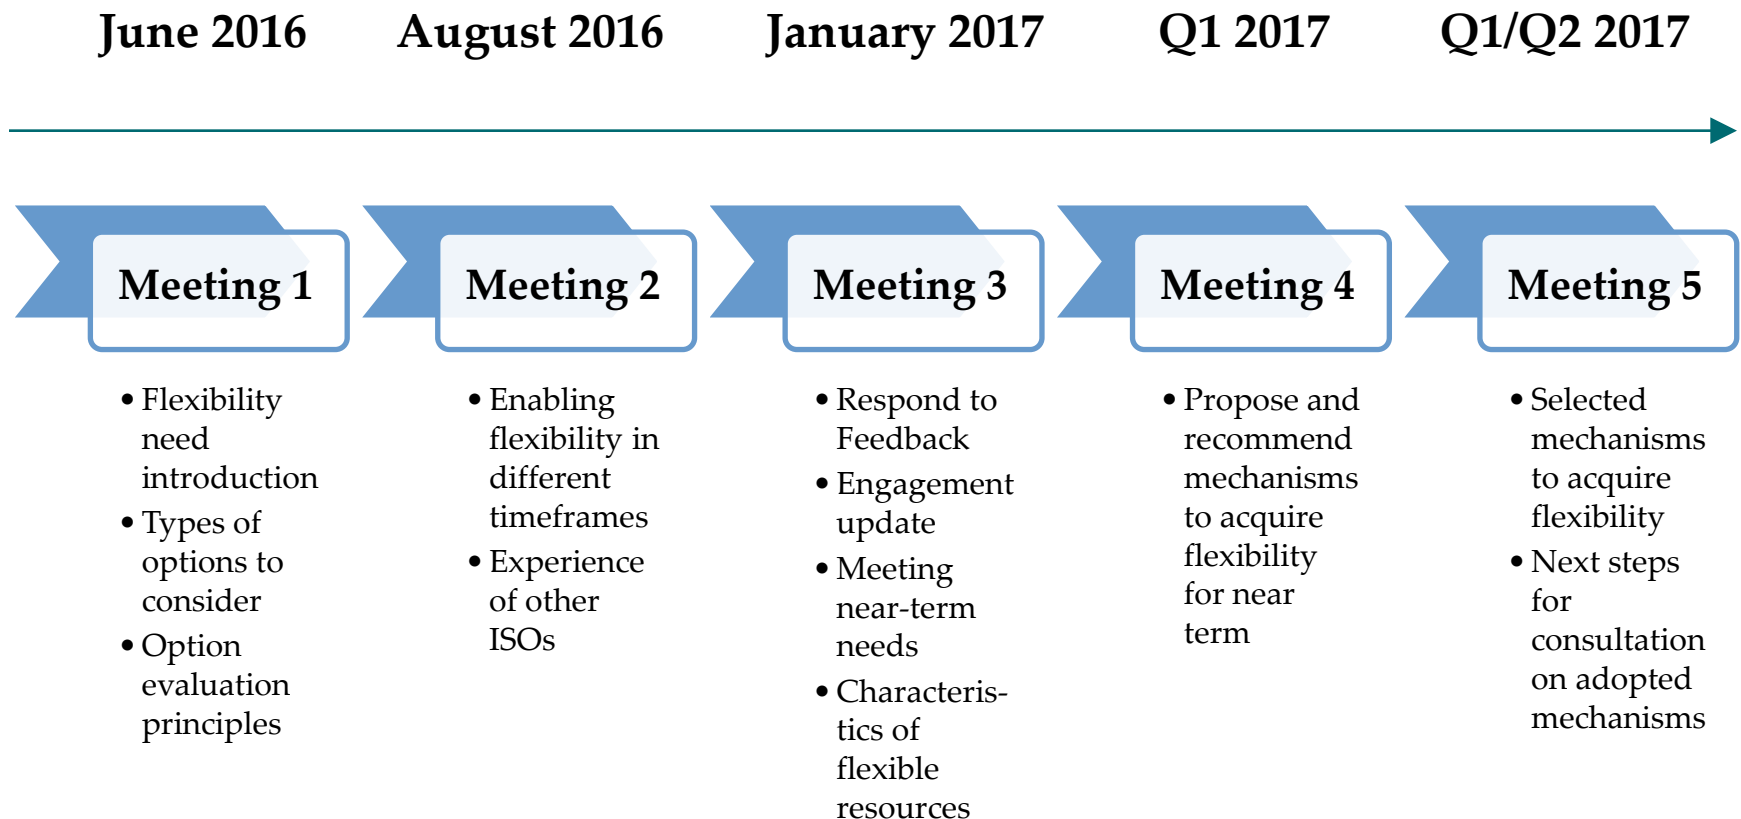 June 2016
August 2016
January 2017
Q1 2017
Q1/Q2 2017
Meeting 1
• Flexibility
need
introduction
• Types of
options to
consider
• Option
evaluation
principles
Meeting 2
• Enabling
flexibility in
different
timeframes
• Experience
of other
ISOs
Meeting 3
• Respond to
Feedback
• Engagement
update
• Meeting
near-term
needs
• Characteris-
tics of
flexible
resources
Meeting 4
• Propose and
recommend
mechanisms
to acquire
flexibility
for near
term
Meeting 5
• Selected
mechanisms
to acquire
flexibility
• Next steps
for
consultation
on adopted
mechanisms